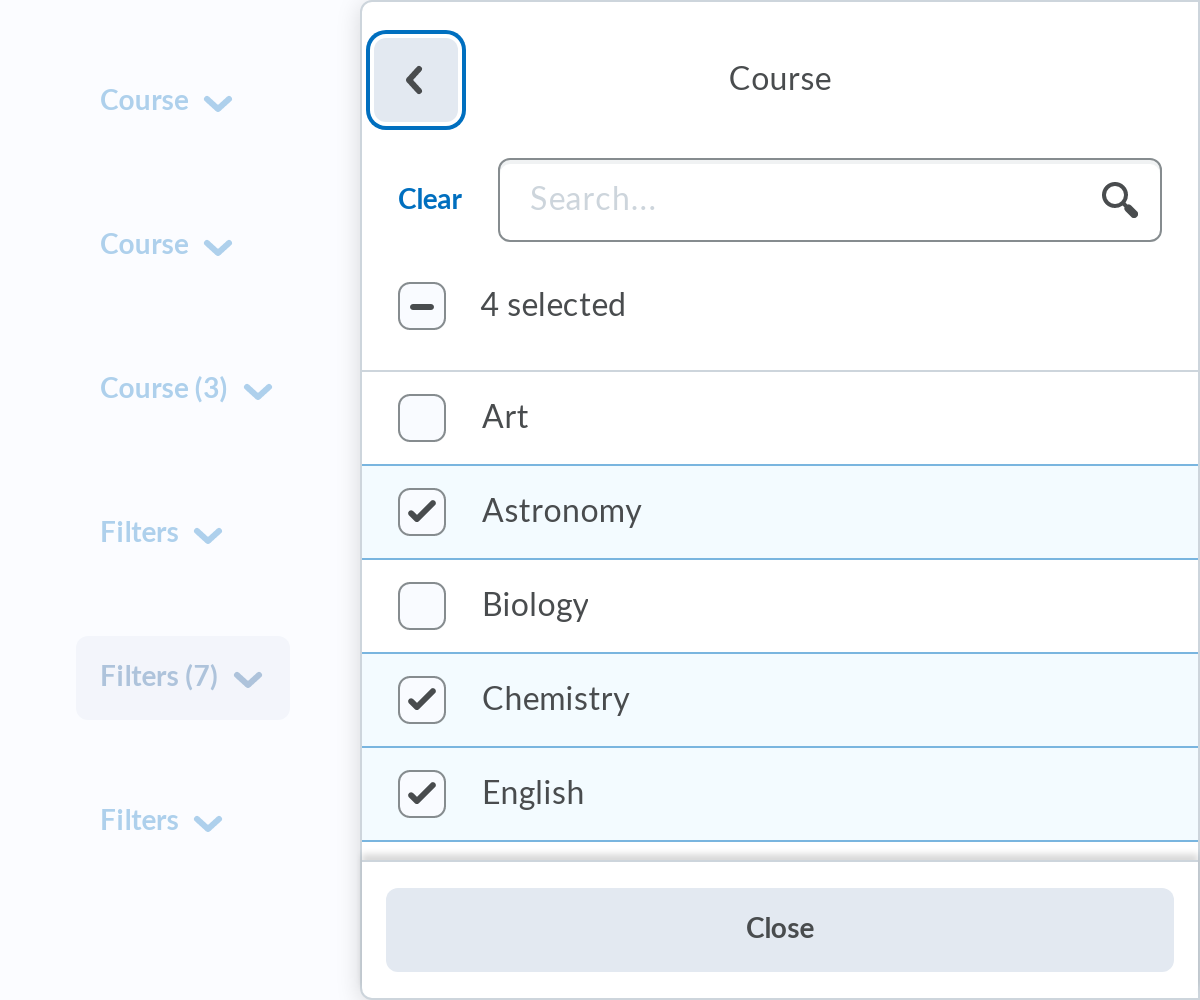 Course
Course
Course (3)
Filters
Filters (7)
Filters
Course
Clear
Search...
4 selected
Art
Astronomy
Biology
Chemistry
English
Close